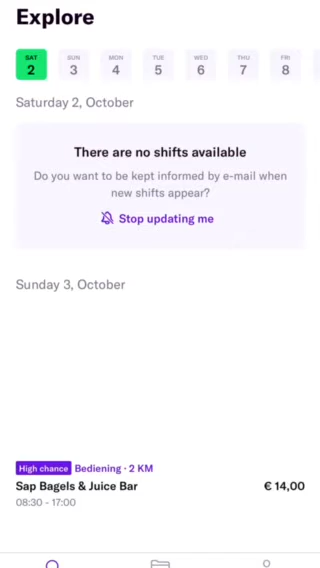 Explore
SAT SUN MON TUE WED THU FRI
2 3 4 5 6 7 8
Saturday 2, October
There are no shifts available
Do you want to be kept informed by e-mail when
new shifts appear?
Stop updating me
Sunday 3, October
High chance Bediening · 2 KM
Sap Bagels & Juice Bar € 14,00
08:30 - 17:00